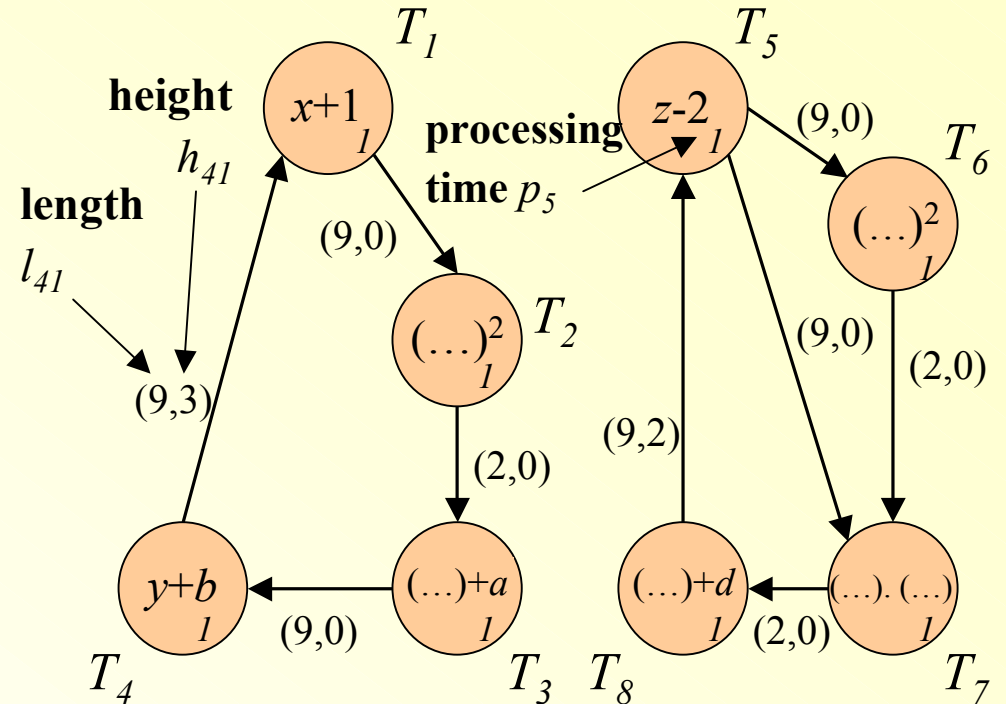 T1
T5
height
x+1
1
processing
z-2
1
(9,0)
T6
h41
time p5
length
(9,0)
(…)2
1
l41
T2
(…)2
1
(9,0)
(2,0)
(9,3)
(9,2)
(2,0)
y+b
1
(…)+a
1
(…)+d
1
(…). (…)
1
(9,0)
(2,0)
T4
T3
T8
T7